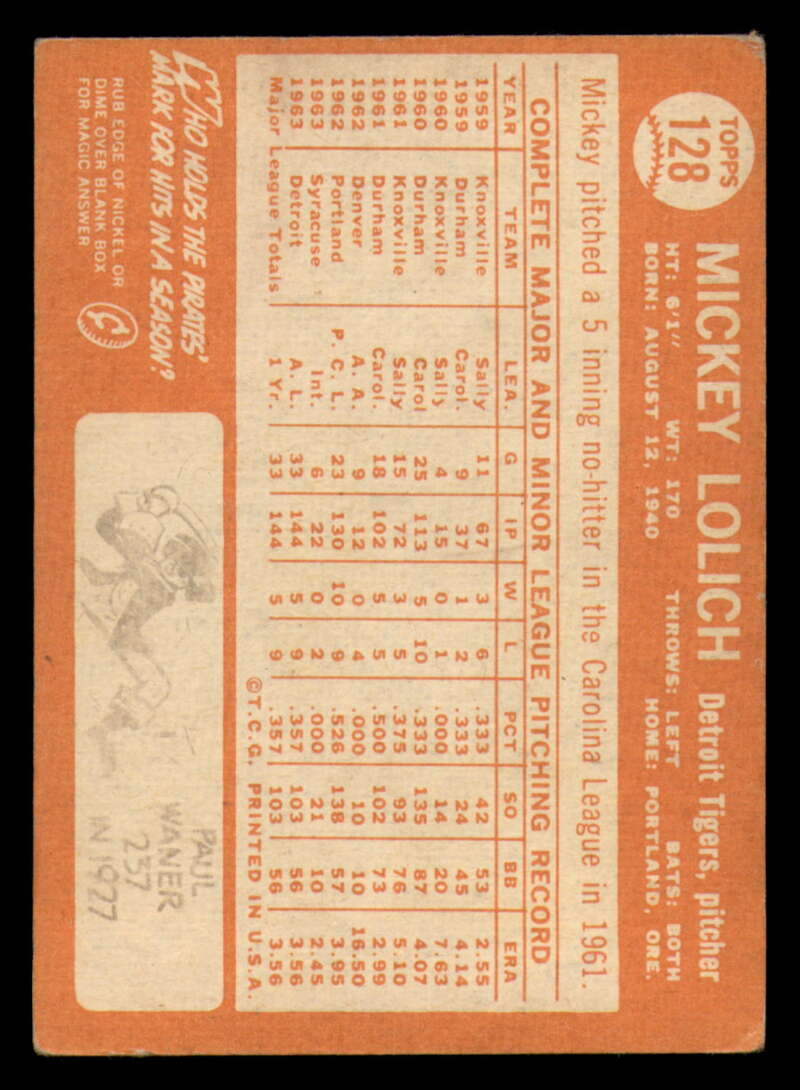 TOPPS
128
MICKEY LOLICH Detroit Tigers, pitcher
HT: 6'1" WT: 170 THROWS: LEFT BATS: BOTH
BORN: AUGUST 12, 1940 HOME: PORTLAND, ORE.
Mickey pitched a 5 inning no-hitter in the Carolina League in 1961.
COMPLETE MAJOR AND MINOR LEAGUE PITCHING RECORD
YEAR TEAM LEA. G IP W L PCT SO BB ERA
1959 Knoxville Sally 11 67 3 6 .333 42 53 2.55
1959 Durham Carol. 9 37 1 2 .333 24 45 4.14
1960 Knoxville Sally 4 15 0 1 .000 14 20 7.63
1960 Durham Carol 25 113 5 10 .333 135 87 4.07
1961 Knoxville Sally 15 72 3 5 .375 93 76 5.10
1961 Durham Carol. 18 102 5 5 .500 102 73 2.99
1962 Denver A. A. 9 12 0 4 .000 10 10 16.50
1962 Portland P. C. L. 23 130 10 9 .526 138 57 3.95
1963 Syracuse Int. 6 22 0 2 .000 21 10 2.45
1963 Detroit A. L. 33 144 5 9 .357 103 56 3.56
Major League Totals 1 Yr. 33 144 5 9 .357 103 56 3.56
©T.C.G. PRINTED IN U.S.A.
WHO HOLDS THE PIRATES'
MARK FOR HITS IN A SEASON?
RUB EDGE OF NICKEL OR
DIME OVER BLANK BOX
FOR MAGIC ANSWER
PAUL
WANER
237
IN 1927